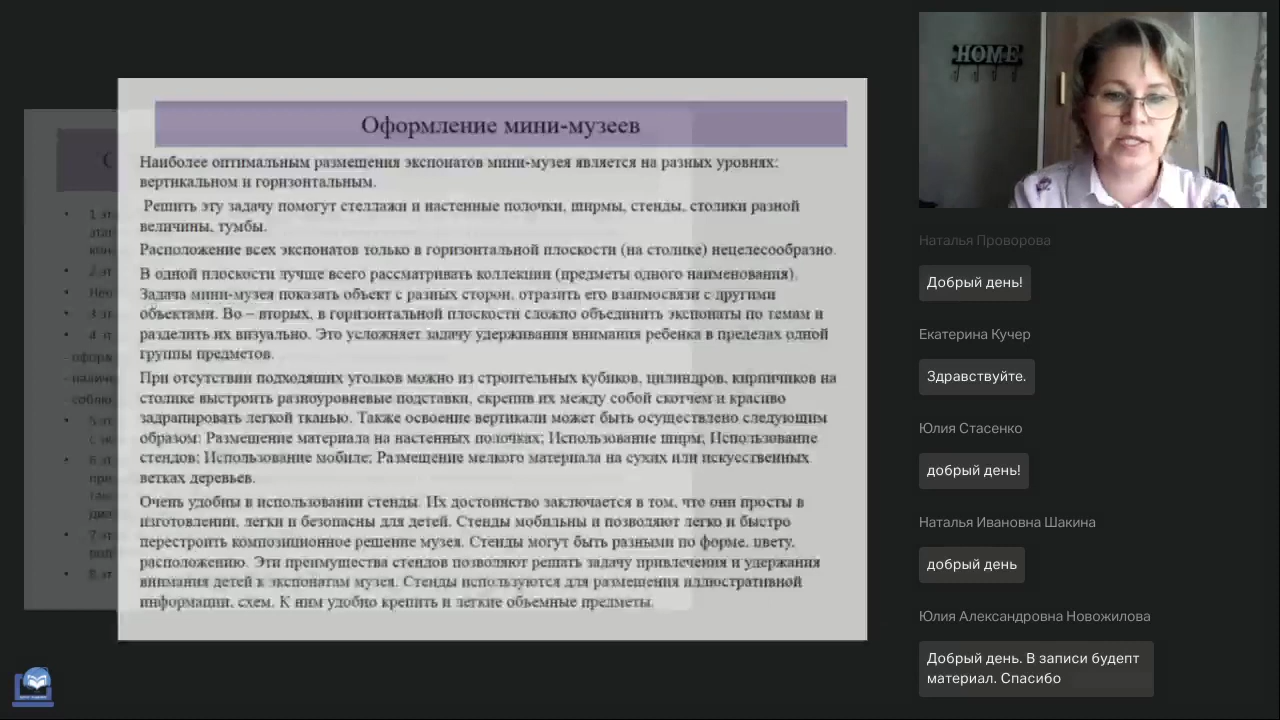 Оформление мини-музеев
Наиболее оптимальным размещения экспонатов мини-музея является на разных уровнях:
вертикальном и горизонтальным.
Решить эту задачу помогут стеллажи и настенные полочки, ширмы, стенды, столики разной
величины, тумбы.
Расположение всех экспонатов только в горизонтальной плоскости (на столике) нецелесообразно.
В одной плоскости лучше всего рассматривать коллекции (предметы одного наименования).
Задача мини-музея показать объект с разных сторон, отразить его взаимосвязи с другими
объектами. Во – вторых, в горизонтальной плоскости сложно объединить экспонаты по темам и
разделить их визуально. Это усложняет задачу удерживания внимания ребенка в пределах одной
группы предметов.
При отсутствии подходящих уголков можно из строительных кубиков, цилиндров, кирпичиков на
столике выстроить разноуровневые подставки, скрепив их между собой скотчем и красиво
задрапировать легкой тканью. Также освоение вертикали может быть осуществлено следующим
образом: Размещение материала на настенных полочках; Использование ширм; Использование
стендов; Использование мобиле; Размещение мелкого материала на сухих или искусственных
ветках деревьев.
Очень удобны в использовании стенды. Их достоинство заключается в том, что они просты в
изготовлении, легки и безопасны для детей. Стенды мобильны и позволяют легко и быстро
перестроить композиционное решение музея. Стенды могут быть разными по форме, цвету,
расположению. Эти преимущества стендов позволяют решать задачу привлечения и удержания
внимания детей к экспонатам музея. Стенды используются для размещения иллюстративной
информации, схем. К ним удобно крепить и легкие объемные предметы.
HOME
Наталья Проворова
Добрый день!
Екатерина Кучер
Здравствуйте.
Юлия Стасенко
добрый день!
Наталья Ивановна Шакина
добрый день
Юлия Александровна Новожилова
Добрый день. В записи будепт
материал. Спасибо